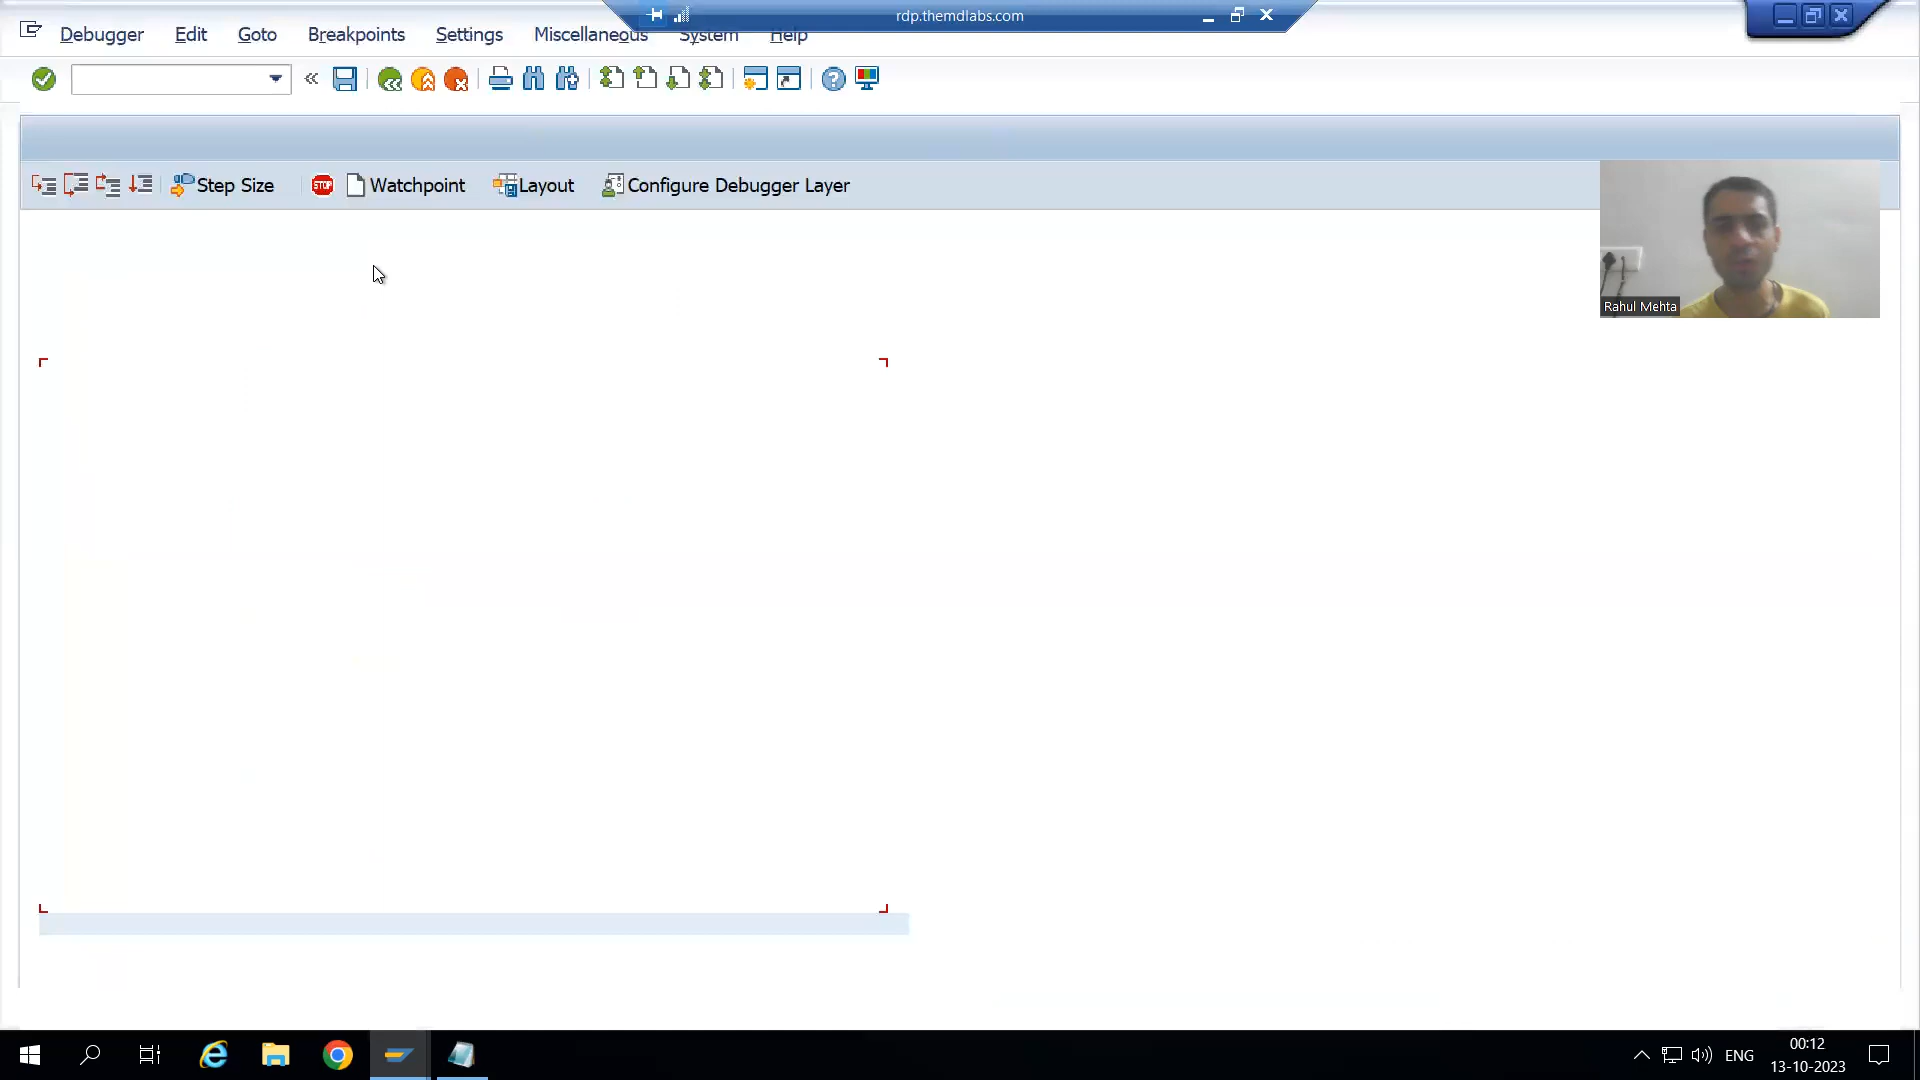 rdp.themdlabs.com
Debugger Edit Goto Breakpoints Settings Miscellaneous System Help
STOP
Step Size Watchpoint Layout Configure Debugger Layer
Rahul Mehta
ENG
00:12
13-10-2023